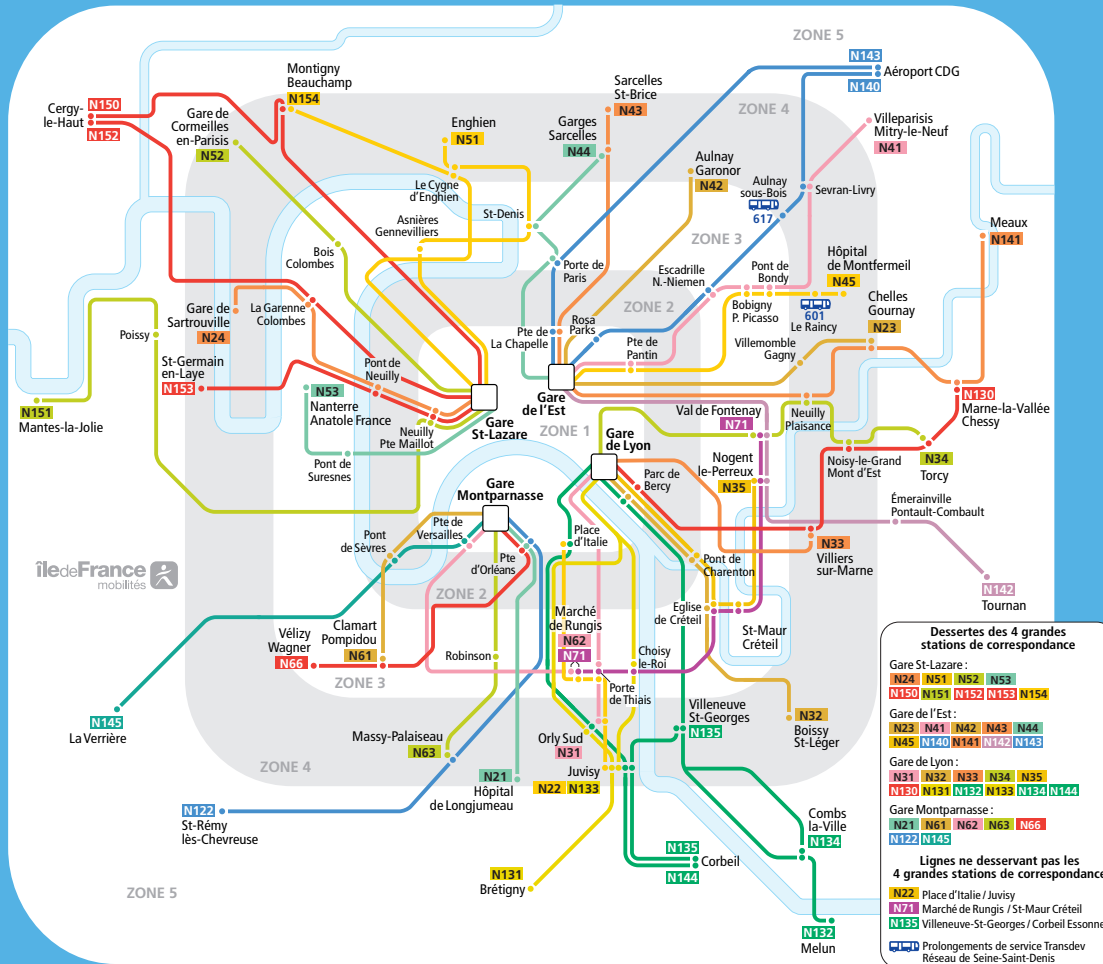 ZONE 5
N143
Aéroport CDG
N140
Montigny
Beauchamp
N154
Sarcelles
St-Brice
N43
ZONE 4
Cergy-
le-Haut
N150
N152
Gare de
Cormeilles
en-Parisis
N52
Enghien
N51
Garges
Sarcelles
N44
Villeparisis
Mitry-le-Neuf
N41
Aulnay
Garonor
N42
Le Cygne
d'Enghien
Aulnay
sous-Bois
617
Sevran-Livry
St-Denis
Asnières
Gennevilliers
Meaux
N141
ZONE 3
Bois
Colombes
Porte de
Paris
Escadrille
N.-Niemen
Pont de
Bondy
Hôpital
de Montfermeil
N45
ZONE 2
Gare de
Sartrouville
N24
La Garenne
Colombes
Bobigny
P. Picasso
601
Le Raincy
Chelles
Gournay
N23
Poissy
Pte de
La Chapelle
Rosa
Parks
Pte de
Pantin
Villemomble
Gagny
St-Germain
en-Laye
N153
Pont de
Neuilly
N151
Mantes-la-Jolie
N53
Nanterre
Anatole France
Gare
de l'Est
N130
Marne-la-Vallée
Chessy
Neuilly
Pte Maillot
Gare
St-Lazare
ZONE 1
Val de Fontenay
N71
Neuilly
Plaisance
Gare
de Lyon
Pont de
Suresnes
Nogent
le-Perreux
N35
Noisy-le-Grand
Mont d'Est
N34
Torcy
Parc de
Bercy
Gare
Montparnasse
Émerainville
Pontault-Combault
Pte de
Versailles
Place
d'Italie
Pont
de Sèvres
Pte
d'Orléans
Pont de
Charenton
N33
Villiers
sur-Marne
îledeFrance
mobilités
ZONE 2
N142
Tournan
Eglise
de Créteil
St-Maur
Créteil
Marché
de Rungis
N62
N71
Clamart
Pompidou
N61
Vélizy
Wagner
N66
Robinson
Choisy
le-Roi
ZONE 3
Porte
de Thiais
N145
La Verrière
Villeneuve
St-Georges
N135
N32
Boissy
St-Léger
Massy-Palaiseau
N63
Orly Sud
N31
ZONE 4
N21
Hôpital
de Longjumeau
Juvisy
N22 N133
N122
St-Rémy
lès-Chevreuse
Combs
la-Ville
N134
N135
Corbeil
N144
N131
Brétigny
ZONE 5
N132
Melun
Dessertes des 4 grandes
stations de correspondance
Gare St-Lazare :
N24 N51 N52 N53
N150 N151 N152 N153 N154
Gare de l'Est :
N23 N41 N42 N43 N44
N45 N140 N141 N142 N143
Gare de Lyon :
N31 N32 N33 N34 N35
N130 N131 N132 N133 N134 N144
Gare Montparnasse :
N21 N61 N62 N63 N66
N122 N145
Lignes ne desservant pas les
4 grandes stations de correspondance
N22 Place d'Italie / Juvisy
N71 Marché de Rungis / St-Maur Créteil
N135 Villeneuve-St-Georges / Corbeil Essonne
Prolongements de service Transdev
Réseau de Seine-Saint-Denis